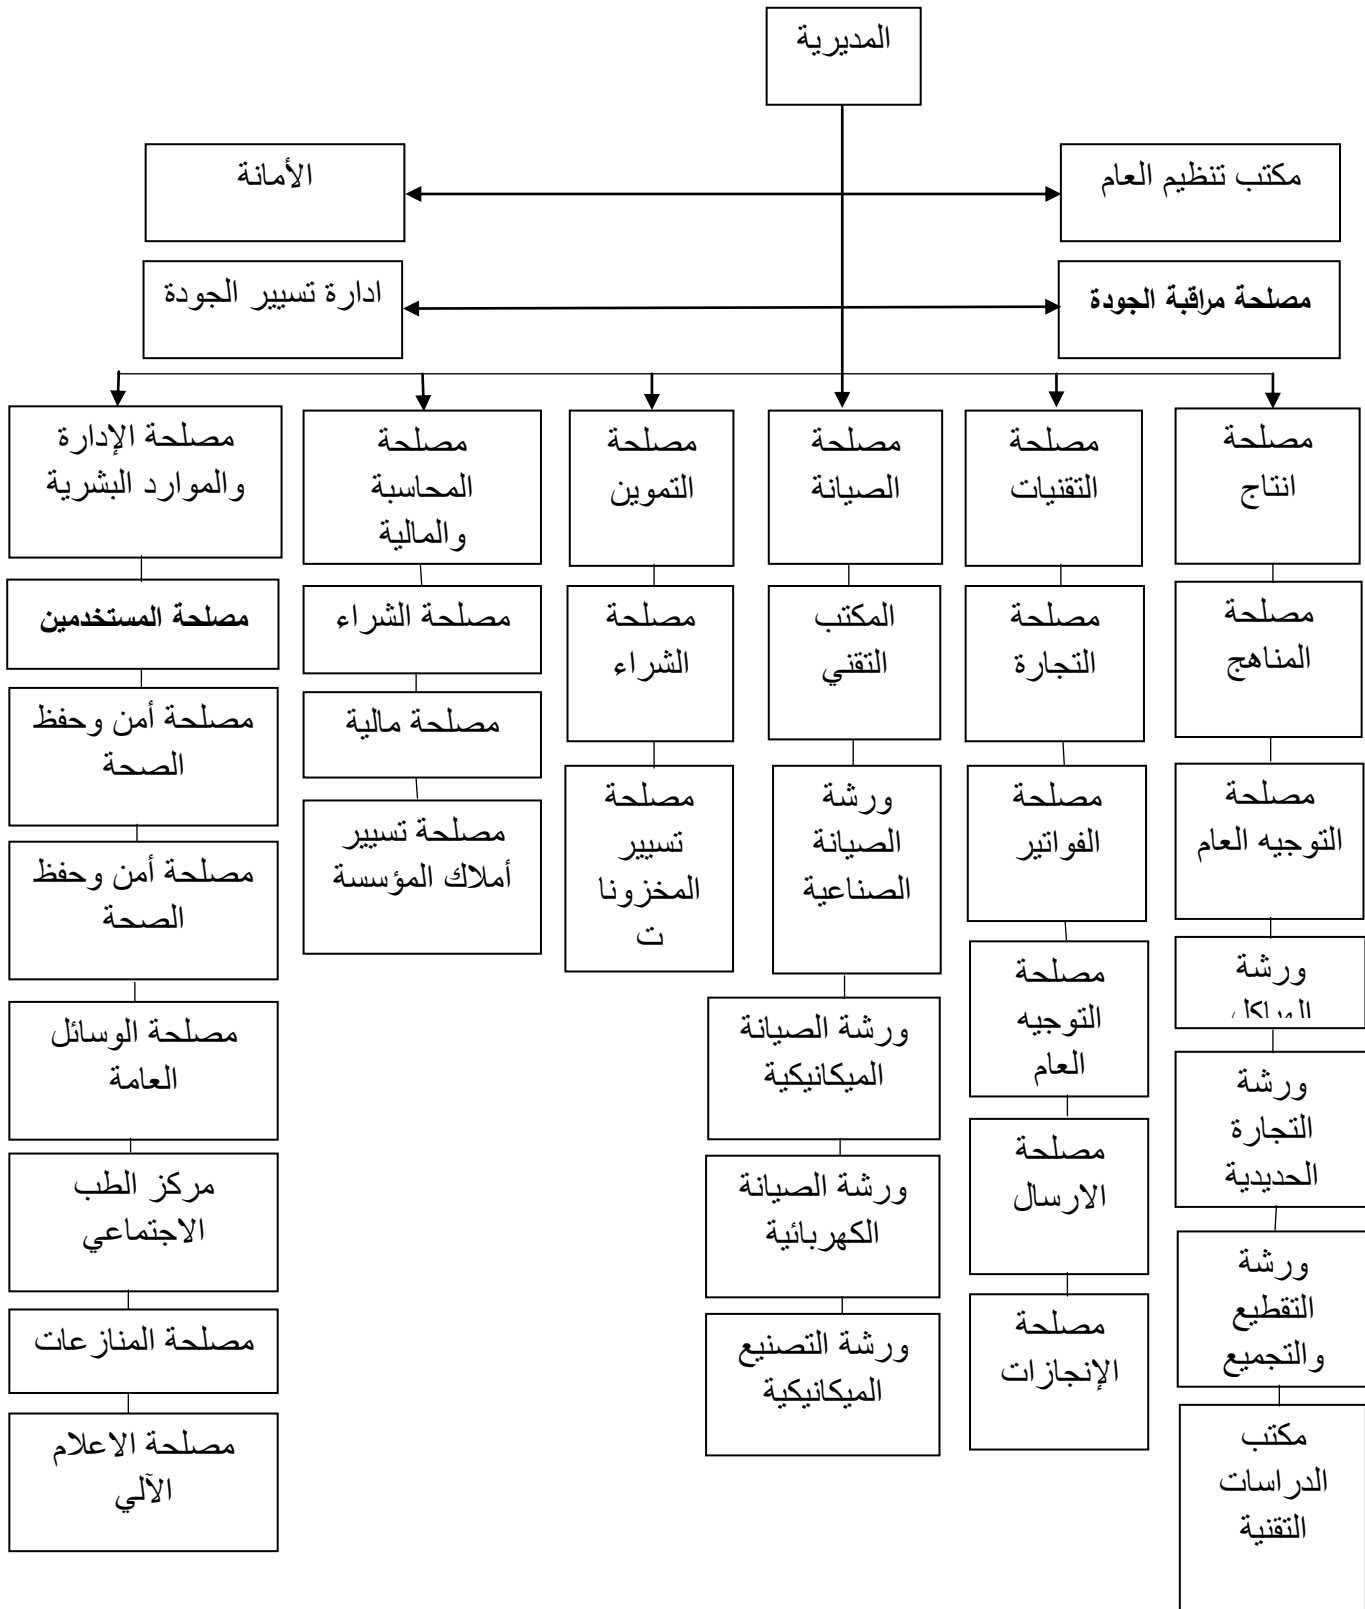 المديرية
مكتب تنظيم العام
الأمانة
مصلحة مراقبة الجودة
ادارة تسيير الجودة
مصلحة
انتاج
مصلحة
التقنيات
مصلحة
الصيانة
مصلحة
التموين
مصلحة
المحاسبة
والمالية
مصلحة الإدارة
والموارد البشرية
مصلحة
المناهج
مصلحة
التوجيه العام
ورشة
ورشة
التجارة
الحديدية
ورشة
التقطيع
والتجميع
مكتب
الدراسات
التقنية
مصلحة
التجارة
مصلحة
الفواتير
مصلحة
التوجيه
العام
مصلحة
الارسال
مصلحة
الإنجازات
المكتب
التقني
ورشة
الصيانة
الصناعية
ورشة الصيانة
الميكانيكية
ورشة الصيانة
الكهربائية
ورشة التصنيع
الميكانيكية
مصلحة
الشراء
مصلحة
تسيير
المخزونا
ت
مصلحة الشراء
مصلحة مالية
مصلحة تسيير
أملاك المؤسسة
مصلحة المستخدمين
مصلحة أمن وحفظ
الصحة
مصلحة أمن وحفظ
الصحة
مصلحة الوسائل
العامة
مركز الطب
الاجتماعي
مصلحة المنازعات
مصلحة الاعلام
الآلي